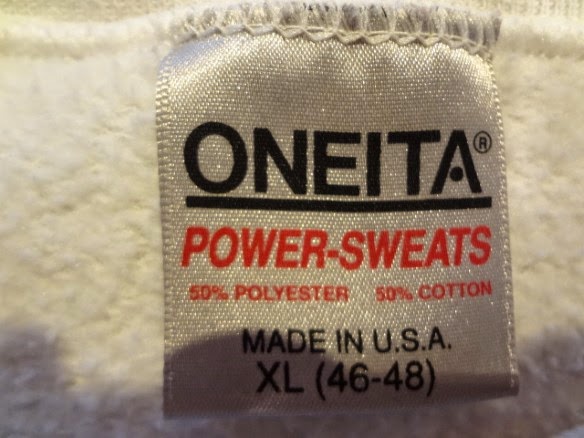 ONEITA®
POWER-SWEATS
50% POLYESTER 50% COTTON
MADE IN U.S.A.
XL (46-48)